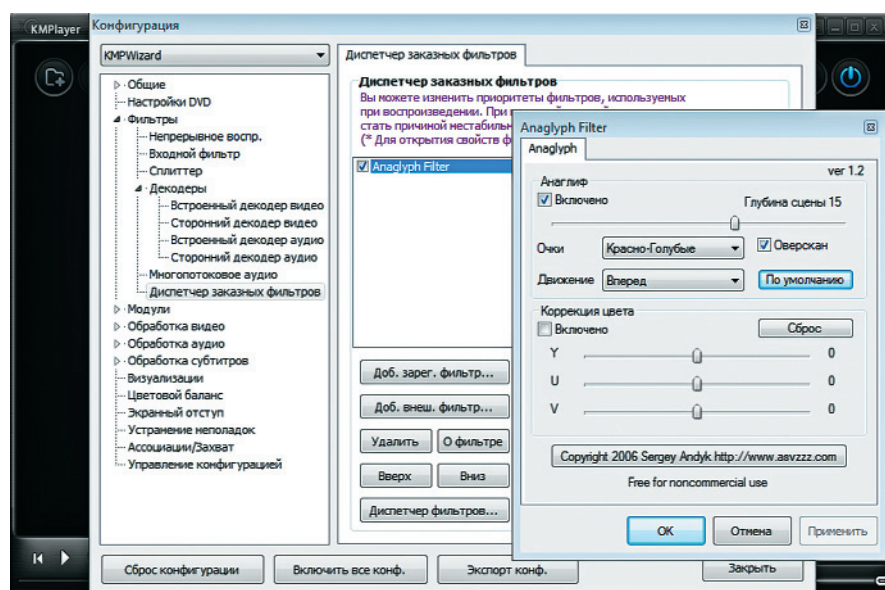 KMPlayer
Конфигурация
KMPWizard
Общие
Настройки DVD
Фильтры
Непрерывное воспр.
Входной фильтр
Сплиттер
Декодеры
Встроенный декодер видео
Сторонний декодер видео
Встроенный декодер аудио
Сторонний декодер аудио
Многопотоковое аудио
Диспетчер заказных фильтров
Модули
Обработка видео
Обработка аудио
Обработка субтитров
Визуализации
Цветовой баланс
Экранный отступ
Устранение неполадок
Ассоциации/Захват
Управление конфигурацией
Диспетчер заказных фильтров
Диспетчер заказных фильтров
Вы можете изменить приоритеты фильтров, используемых
при воспроизведении. При
стать причиной нестабильн
(* Для открытия свойств ф
Anaglyph Filter
Доб. зарег. фильтр...
Доб. внеш. фильтр...
Удалить О фильтре
Вверх Вниз
Диспетчер фильтров...
Сброс конфигурации Включить все конф. Экспорт конф. Закрыть
Anaglyph Filter
Anaglyph
ver 1.2
Анаглиф
Включено Глубина сцены 15
Очки Красно-Голубые Оверскан
Движение Вперед По умолчанию
Коррекция цвета
Включено Сброс
Y 0
U 0
V 0
Copyright 2006 Sergey Andyk http://www.asvzzz.com
Free for noncommercial use
OK Отмена Применить